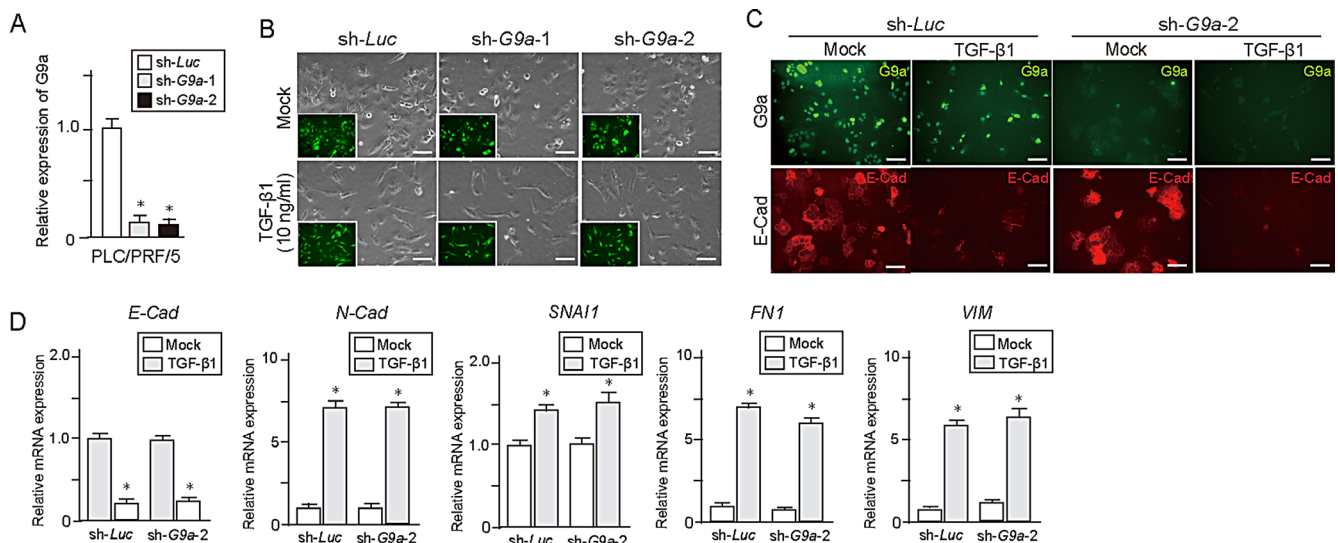 A
Relative expression of G9a
1.0
0
sh-Luc
sh-G9a-1
sh-G9a-2
*
*
PLC/PRF/5
B
sh-Luc
sh-G9a-1
sh-G9a-2
Mock
TGF-β1
(10 ng/ml)
C
sh-Luc
sh-G9a-2
Mock
TGF-β1
Mock
TGF-β1
G9a
G9a
G9a
G9a
G9a
E-Cad
E-Cad
E-Cad
E-Cad
E-Cad
D
E-Cad
Mock
TGF-β1
Relative mRNA expression
2.0
1.0
0
*
*
sh-Luc
sh-G9a-2
N-Cad
Mock
TGF-β1
Relative mRNA expression
10
5
0
*
*
sh-Luc
sh-G9a-2
SNAI1
Mock
TGF-β1
Relative mRNA expression
2.0
1.0
0
*
*
sh-Luc
sh-G9a-2
FN1
Mock
TGF-β1
Relative mRNA expression
10
5
0
*
*
sh-Luc
sh-G9a-2
VIM
Mock
TGF-β1
Relative mRNA expression
10
5
0
*
*
sh-Luc
sh-G9a-2